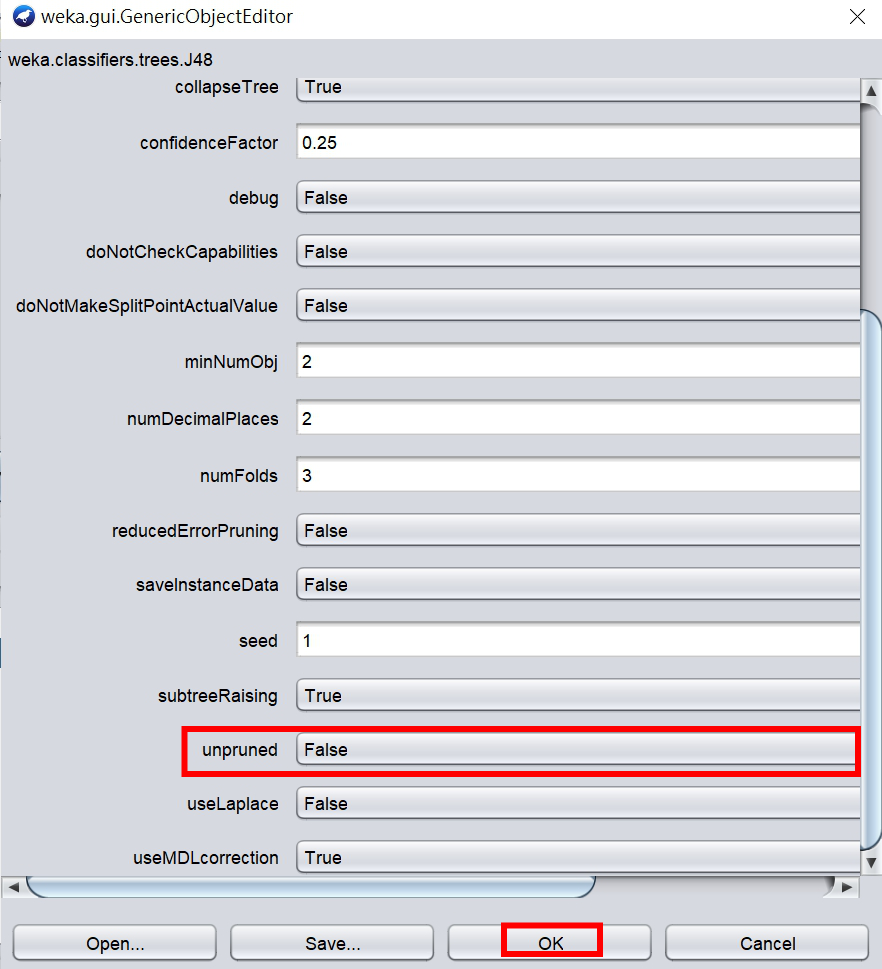 weka.gui.GenericObjectEditor
weka.classifiers.trees.J48
collapseTree True
confidenceFactor 0.25
debug False
doNotCheckCapabilities False
doNotMakeSplitPointActualValue False
minNumObj 2
numDecimalPlaces 2
numFolds 3
reducedErrorPruning False
saveInstanceData False
seed 1
subtreeRaising True
unpruned False
useLaplace False
useMDLcorrection True
Open... Save... OK Cancel